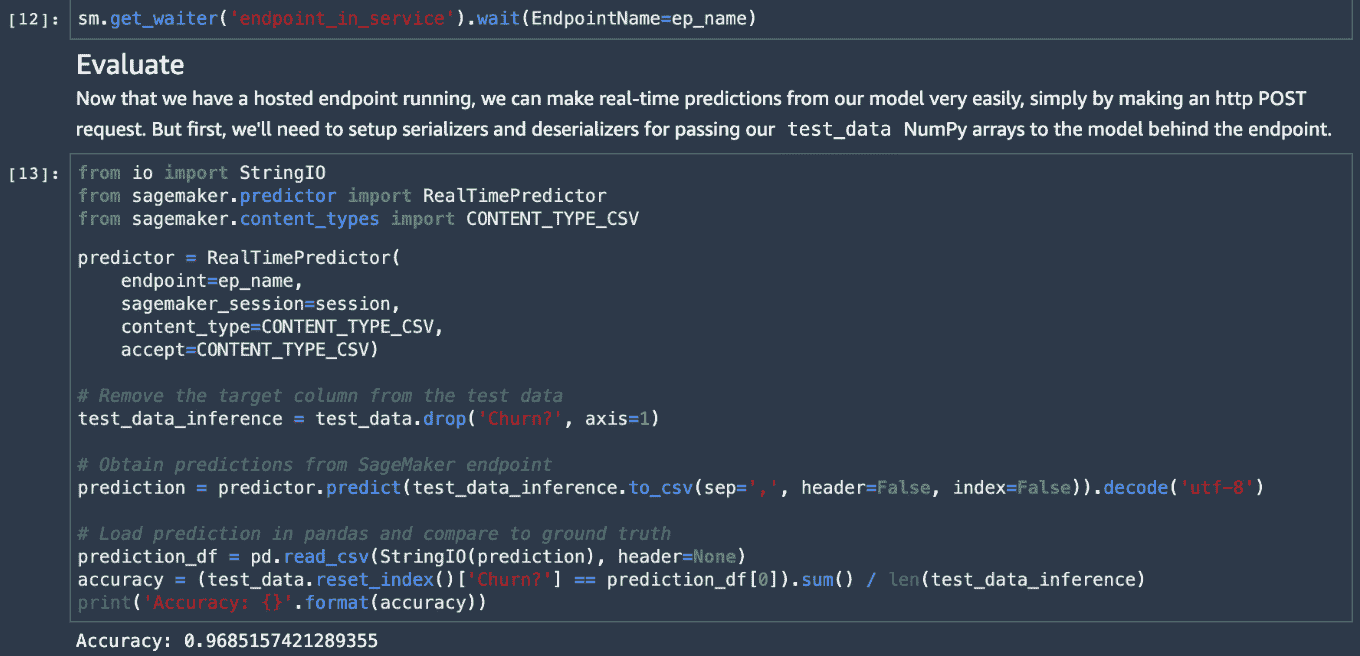 [12]: sm.get_waiter('endpoint_in_service').wait(EndpointName=ep_name)
Evaluate
Now that we have a hosted endpoint running, we can make real-time predictions from our model very easily, simply by making an http POST
request. But first, we'll need to setup serializers and deserializers for passing our test_data NumPy arrays to the model behind the endpoint.
[13]: from io import StringIO
from sagemaker.predictor import RealTimePredictor
from sagemaker.content_types import CONTENT_TYPE_CSV
predictor = RealTimePredictor(
    endpoint=ep_name,
    sagemaker_session=session,
    content_type=CONTENT_TYPE_CSV,
    accept=CONTENT_TYPE_CSV)
# Remove the target column from the test data
test_data_inference = test_data.drop('Churn?', axis=1)
# Obtain predictions from SageMaker endpoint
prediction = predictor.predict(test_data_inference.to_csv(sep=',', header=False, index=False)).decode('utf-8')
# Load prediction in pandas and compare to ground truth
prediction_df = pd.read_csv(StringIO(prediction), header=None)
accuracy = (test_data.reset_index()['Churn?'] == prediction_df[0]).sum() / len(test_data_inference)
print('Accuracy: {}'.format(accuracy))
Accuracy: 0.9685157421289355